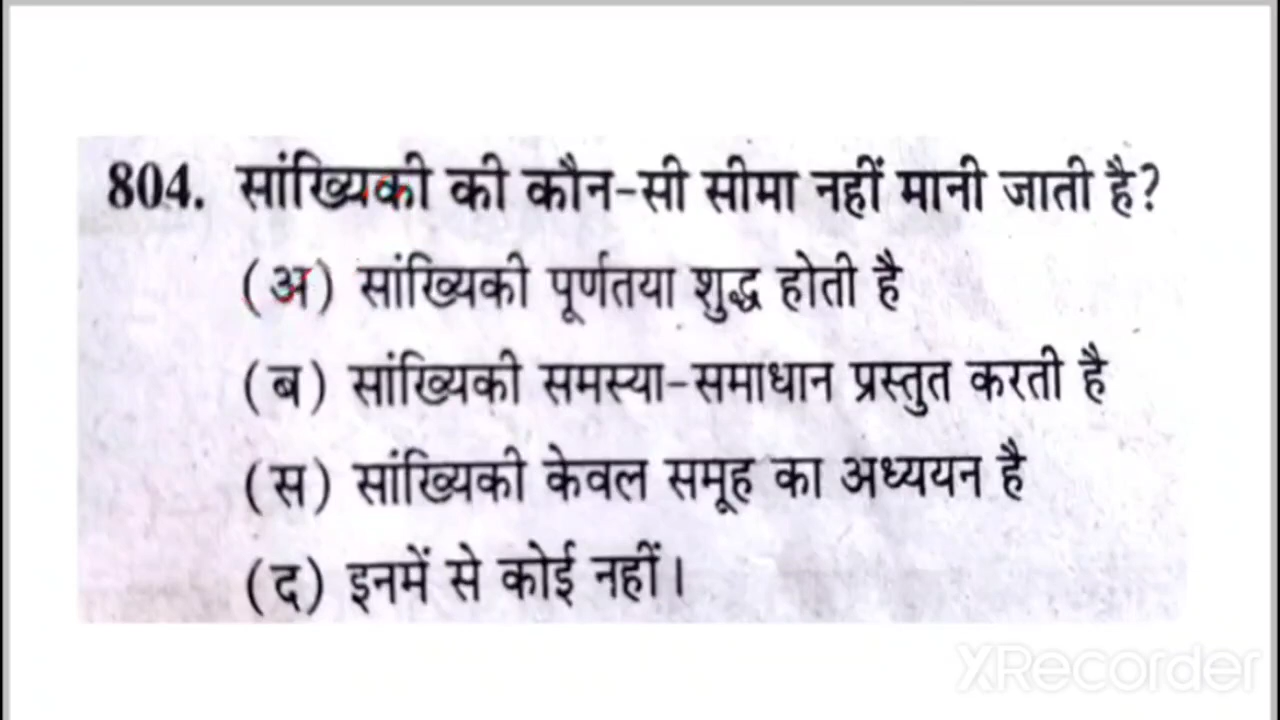 804. सांख्यिकी की कौन-सी सीमा नहीं मानी जाती है?
(अ) सांख्यिकी पूर्णतया शुद्ध होती है
(ब) सांख्यिकी समस्या-समाधान प्रस्तुत करती है
(स) सांख्यिकी केवल समूह का अध्ययन है
(द) इनमें से कोई नहीं।
XRecorder